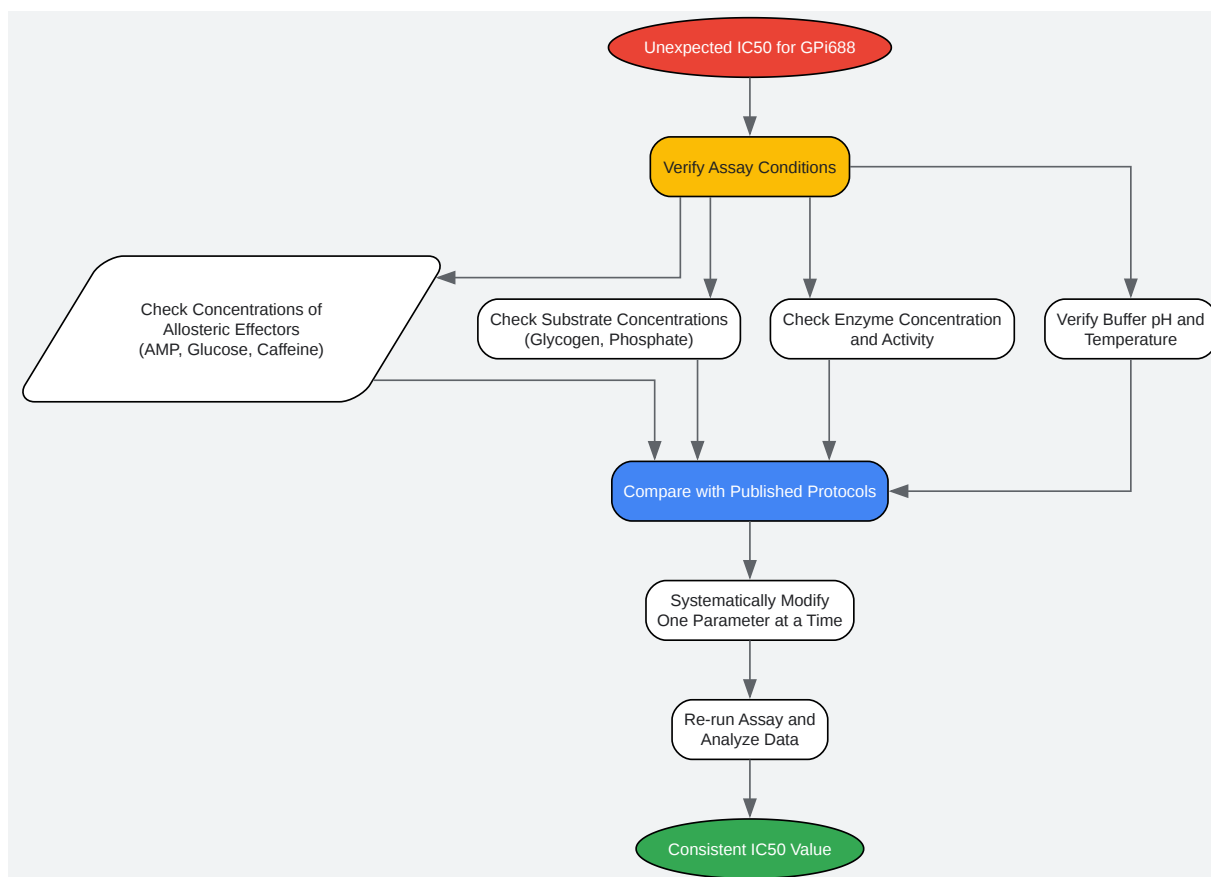 Unexpected IC50 for GPi688
Verify Assay Conditions
Check Concentrations of
Allosteric Effectors
(AMP, Glucose, Caffeine)
Check Substrate Concentrations
(Glycogen, Phosphate)
Check Enzyme Concentration
and Activity
Verify Buffer pH and
Temperature
Compare with Published Protocols
Systematically Modify
One Parameter at a Time
Re-run Assay and
Analyze Data
Consistent IC50 Value